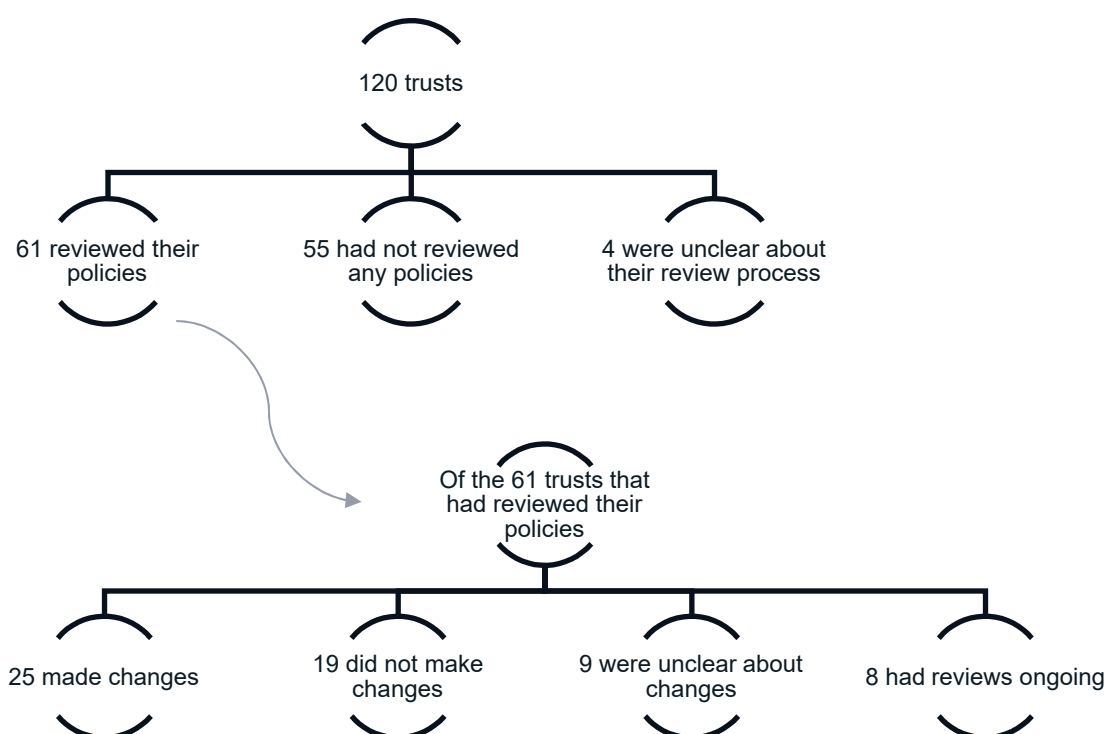 120 trusts
61 reviewed their
policies
55 had not reviewed
any policies
4 were unclear about
their review process
Of the 61 trusts that
had reviewed their
policies
25 made changes
19 did not make
changes
9 were unclear about
changes
8 had reviews ongoing